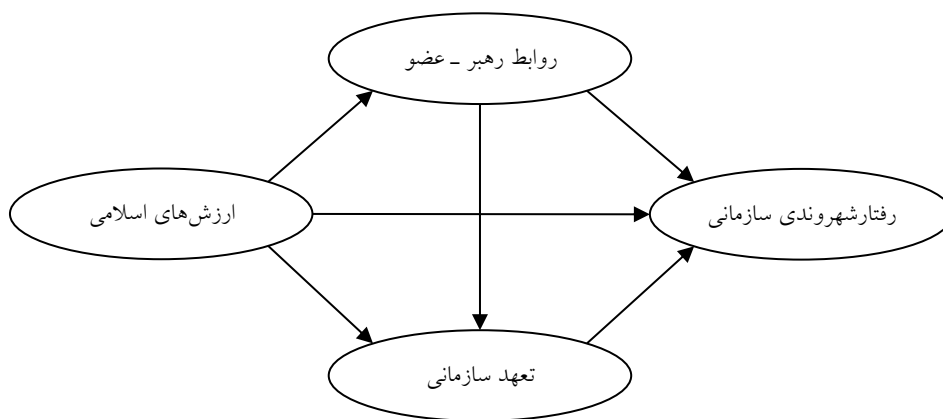 روابط رهبر ـ عضو
ارزش‌های اسلامی
رفتارشهروندی سازمانی
تعهد سازمانی